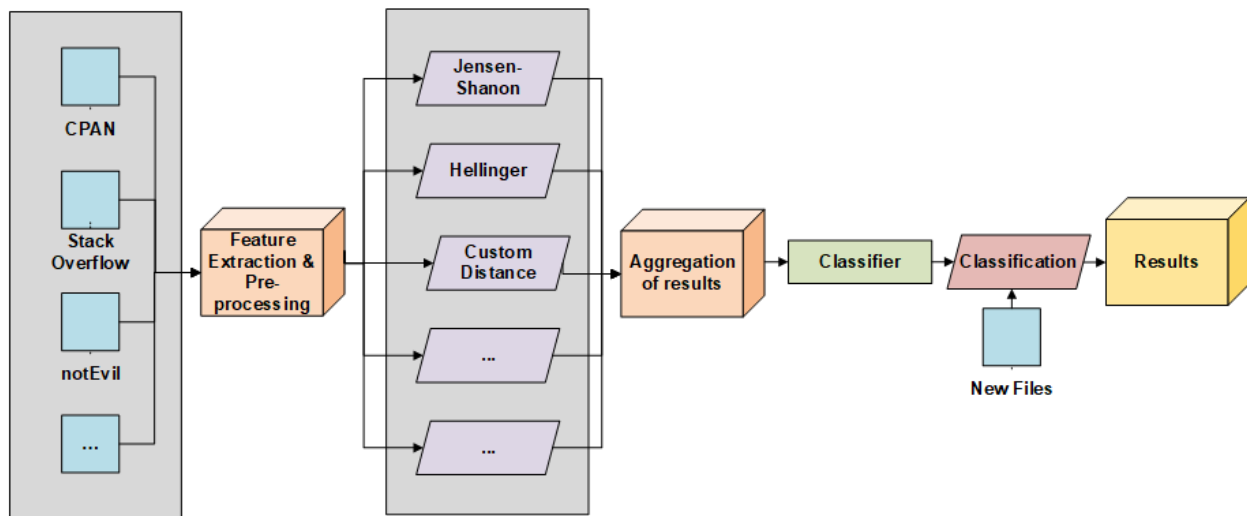 CPAN
Stack
Overflow
notEvil
...
Feature
Extraction &
Pre-
processing
Jensen-
Shanon
Hellinger
Custom
Distance
...
...
Aggregation
of results
Classifier
Classification
New Files
Results